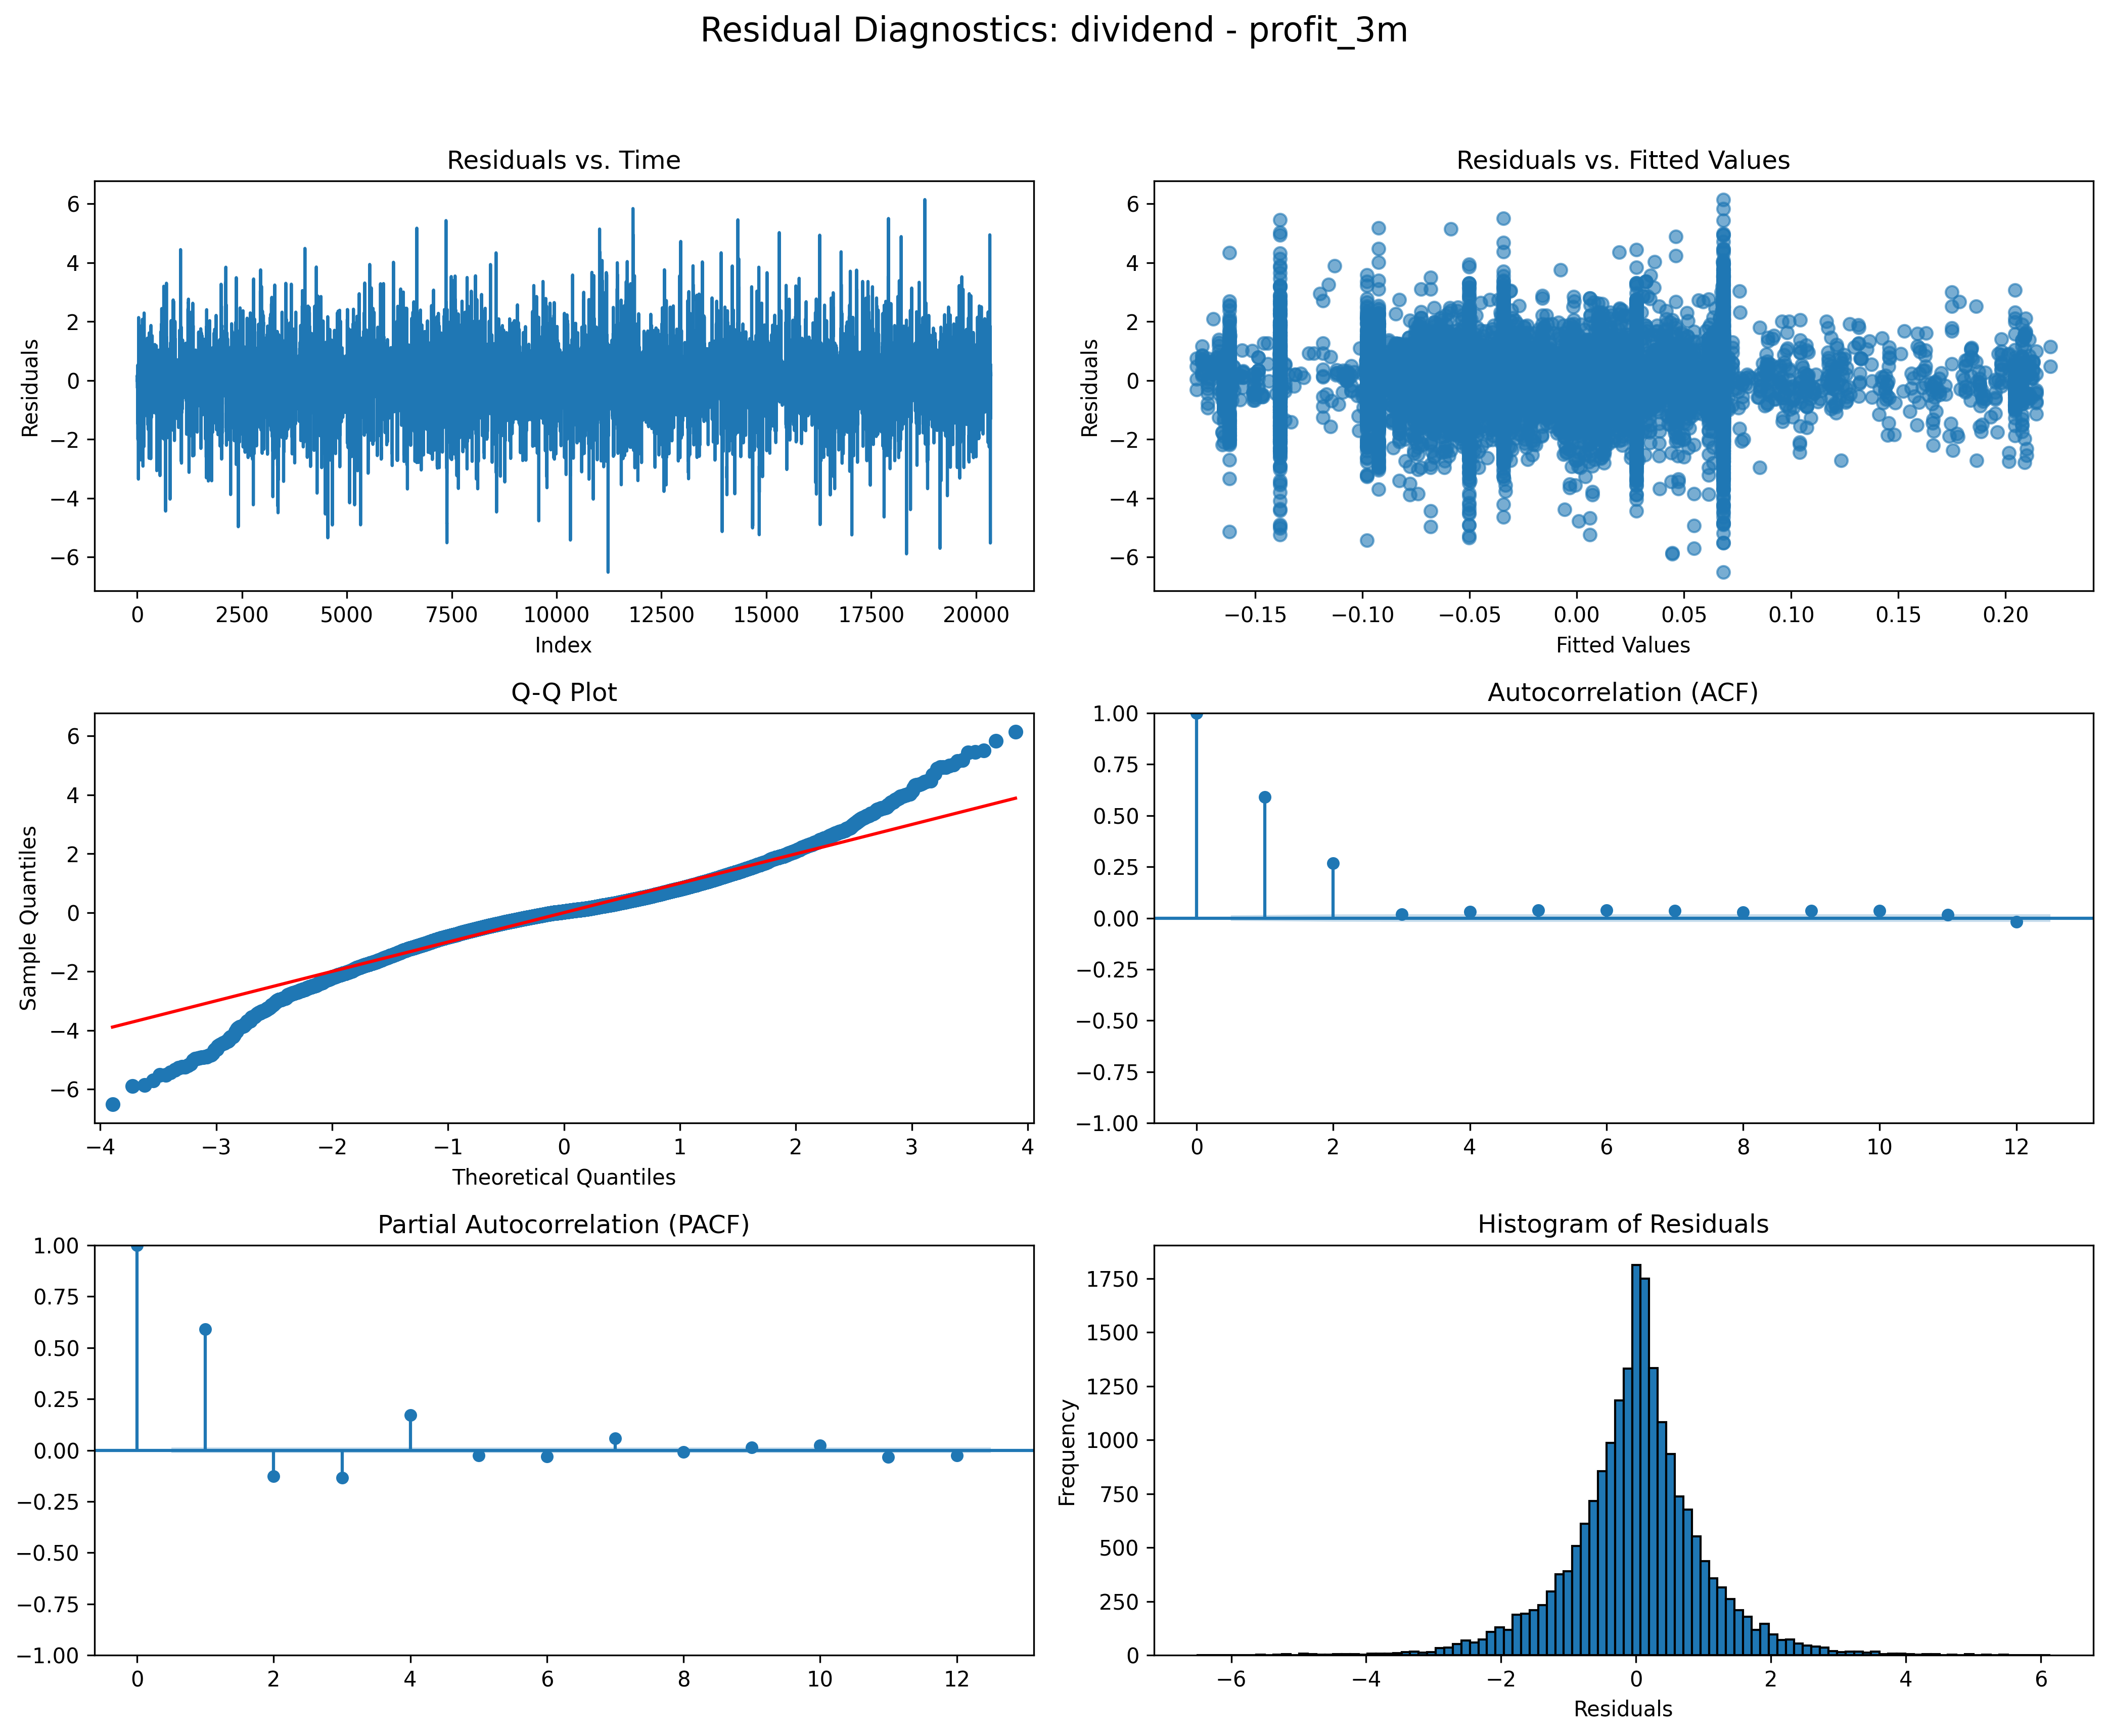 Residual Diagnostics: dividend - profit_3m
Residuals vs. Time
Residuals
6
4
2
0
−2
−4
−6
0 2500 5000 7500 10000 12500 15000 17500 20000
Index
Residuals vs. Fitted Values
Residuals
6
4
2
0
−2
−4
−6
−0.15 −0.10 −0.05 0.00 0.05 0.10 0.15 0.20
Fitted Values
Q-Q Plot
Sample Quantiles
6
4
2
0
−2
−4
−6
−4 −3 −2 −1 0 1 2 3 4
Theoretical Quantiles
Autocorrelation (ACF)
1.00
0.75
0.50
0.25
0.00
−0.25
−0.50
−0.75
−1.00
0 2 4 6 8 10 12
Partial Autocorrelation (PACF)
1.00
0.75
0.50
0.25
0.00
−0.25
−0.50
−0.75
−1.00
0 2 4 6 8 10 12
Histogram of Residuals
Frequency
1750
1500
1250
1000
750
500
250
0
−6 −4 −2 0 2 4 6
Residuals